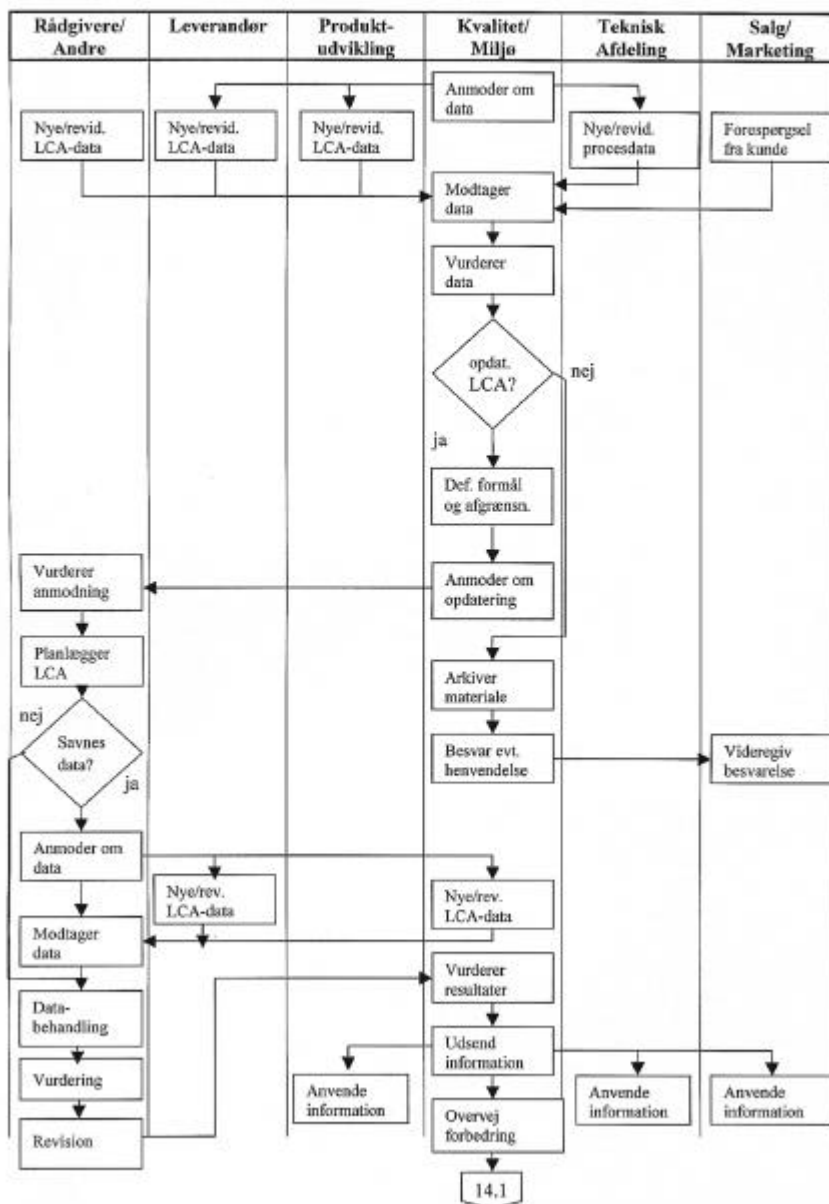 Rådgivere/
Andre
Leverandør
Produkt-
udvikling
Kvalitet/
Miljø
Teknisk
Afdeling
Salg/
Marketing
Anmoder om
data
Nye/revid.
LCA-data
Nye/revid.
LCA-data
Nye/revid.
LCA-data
Nye/revid.
procesdata
Forespørgsel
fra kunde
Modtager
data
Vurderer
data
opdat.
LCA?
nej
ja
Def. formål
og afgrænsn.
Vurderer
anmodning
Anmoder om
opdatering
Planlægger
LCA
Arkiver
materiale
nej
Savnes
data?
ja
Besvar evt.
henvendelse
Videregiv
besvarelse
Anmoder om
data
Nye/rev.
LCA-data
Nye/rev.
LCA-data
Modtager
data
Vurderer
resultater
Data-
behandling
Udsend
information
Vurdering
Anvende
information
Anvende
information
Anvende
information
Revision
Overvej
forbedring
14.1